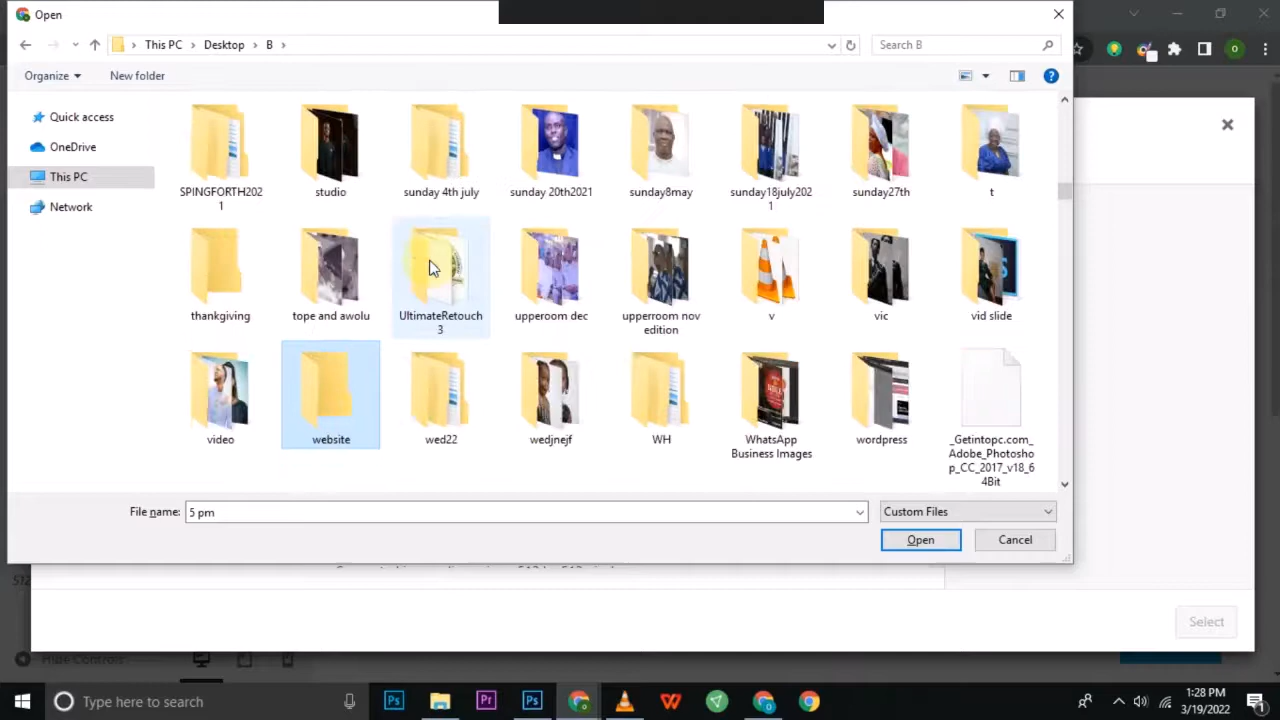 Open
This PC
Desktop
B
Search B
Organize
New folder
Quick access
OneDrive
This PC
Network
SPINGFORTH202
1
studio
sunday 4th july
sunday 20th2021
sunday8may
sunday18july202
1
sunday27th
t
thankgiving
tope and awolu
UltimateRetouch
3
upperoom dec
upperroom nov
edition
v
vic
vid slide
video
website
wed22
wedjnejf
WH
WhatsApp
Business Images
wordpress
_Getintopc.com_
Adobe_Photosho
p_CC_2017_v18_6
4Bit
File name:
5 pm
Custom Files
Open
Cancel
Select
Hide Controls
Type here to search
1:28 PM
3/19/2022